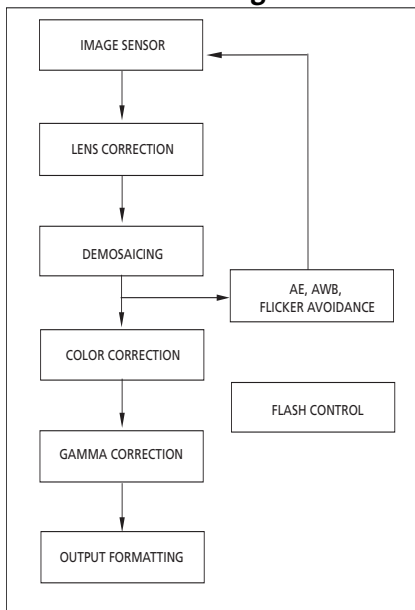 IMAGE SENSOR
LENS CORRECTION
DEMOSAICING
AE, AWB,
FLICKER AVOIDANCE
COLOR CORRECTION
FLASH CONTROL
GAMMA CORRECTION
OUTPUT FORMATTING